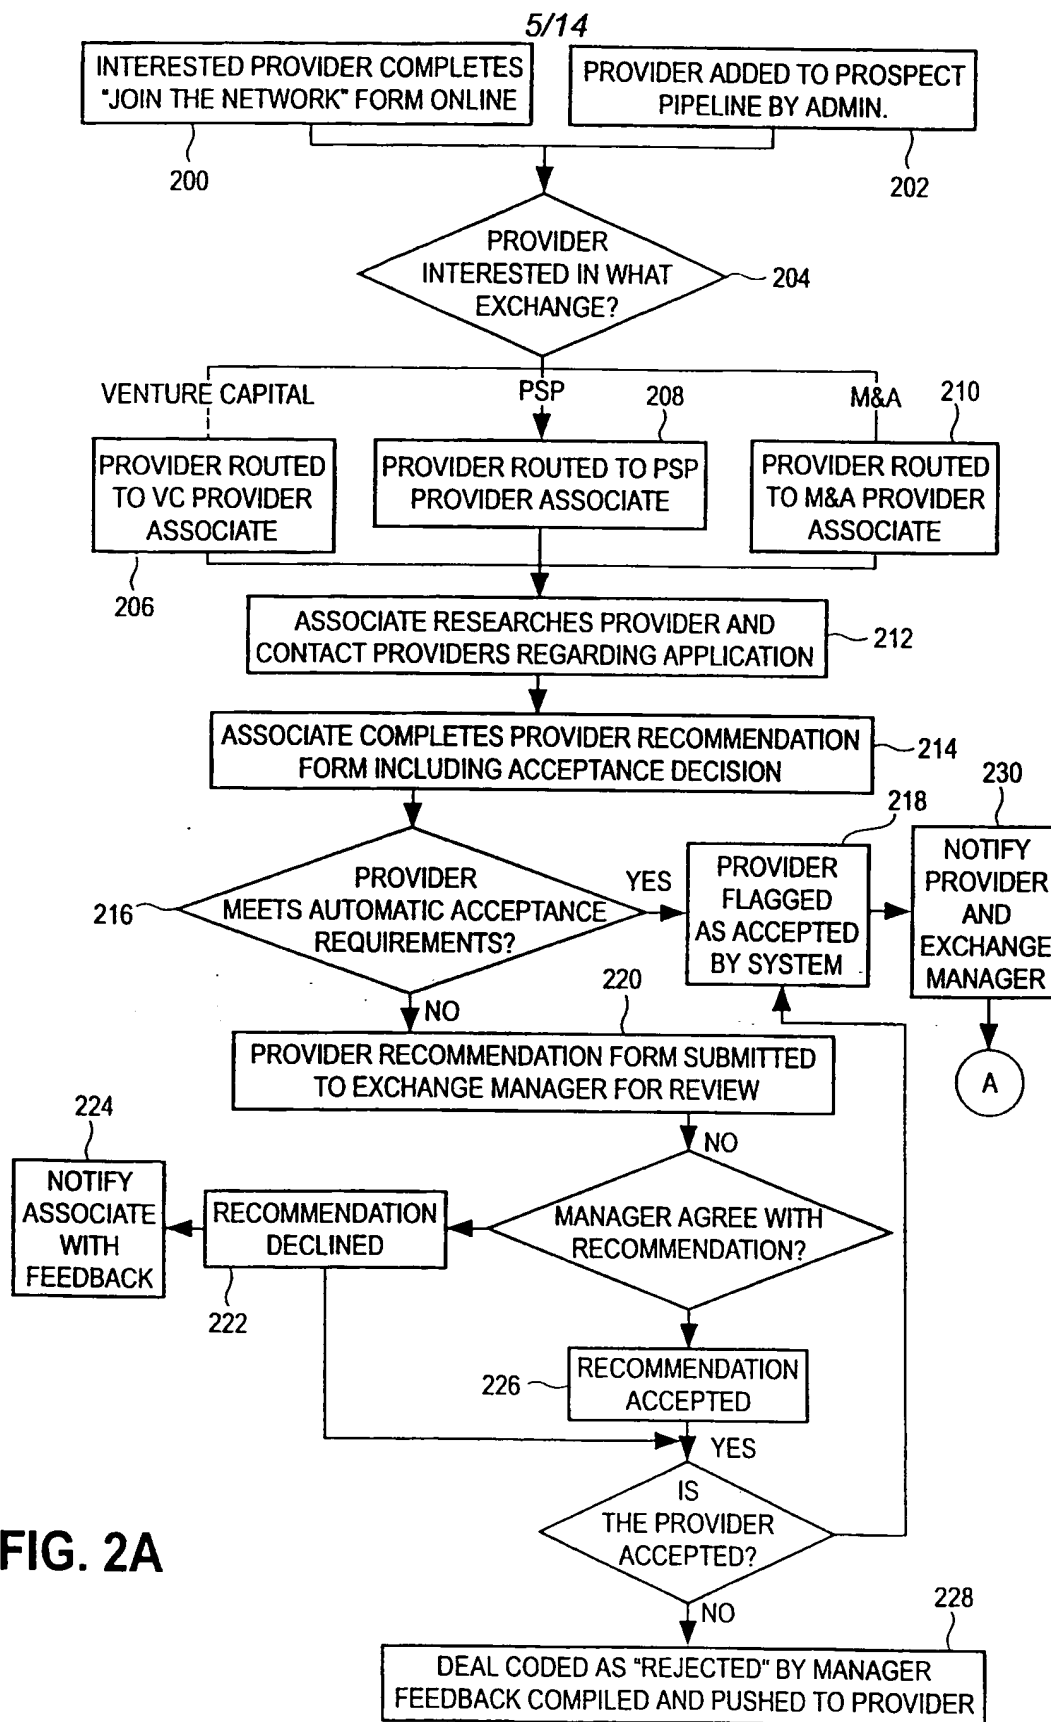 5/14
INTERESTED PROVIDER COMPLETES
"JOIN THE NETWORK" FORM ONLINE
PROVIDER ADDED TO PROSPECT
PIPELINE BY ADMIN.
200
202
PROVIDER
INTERESTED IN WHAT
EXCHANGE?
204
VENTURE CAPITAL
PSP
208
M&A
210
PROVIDER ROUTED
TO VC PROVIDER
ASSOCIATE
PROVIDER ROUTED TO PSP
PROVIDER ASSOCIATE
PROVIDER ROUTED
TO M&A PROVIDER
ASSOCIATE
206
ASSOCIATE RESEARCHES PROVIDER AND
CONTACT PROVIDERS REGARDING APPLICATION
212
ASSOCIATE COMPLETES PROVIDER RECOMMENDATION
FORM INCLUDING ACCEPTANCE DECISION
214
230
218
216
PROVIDER
MEETS AUTOMATIC ACCEPTANCE
REQUIREMENTS?
YES
PROVIDER
FLAGGED
AS ACCEPTED
BY SYSTEM
NOTIFY
PROVIDER
AND
EXCHANGE
MANAGER
NO
220
PROVIDER RECOMMENDATION FORM SUBMITTED
TO EXCHANGE MANAGER FOR REVIEW
A
224
NO
NOTIFY
ASSOCIATE
WITH
FEEDBACK
RECOMMENDATION
DECLINED
MANAGER AGREE WITH
RECOMMENDATION?
222
226
RECOMMENDATION
ACCEPTED
YES
IS
THE PROVIDER
ACCEPTED?
FIG. 2A
NO
228
DEAL CODED AS "REJECTED" BY MANAGER
FEEDBACK COMPILED AND PUSHED TO PROVIDER